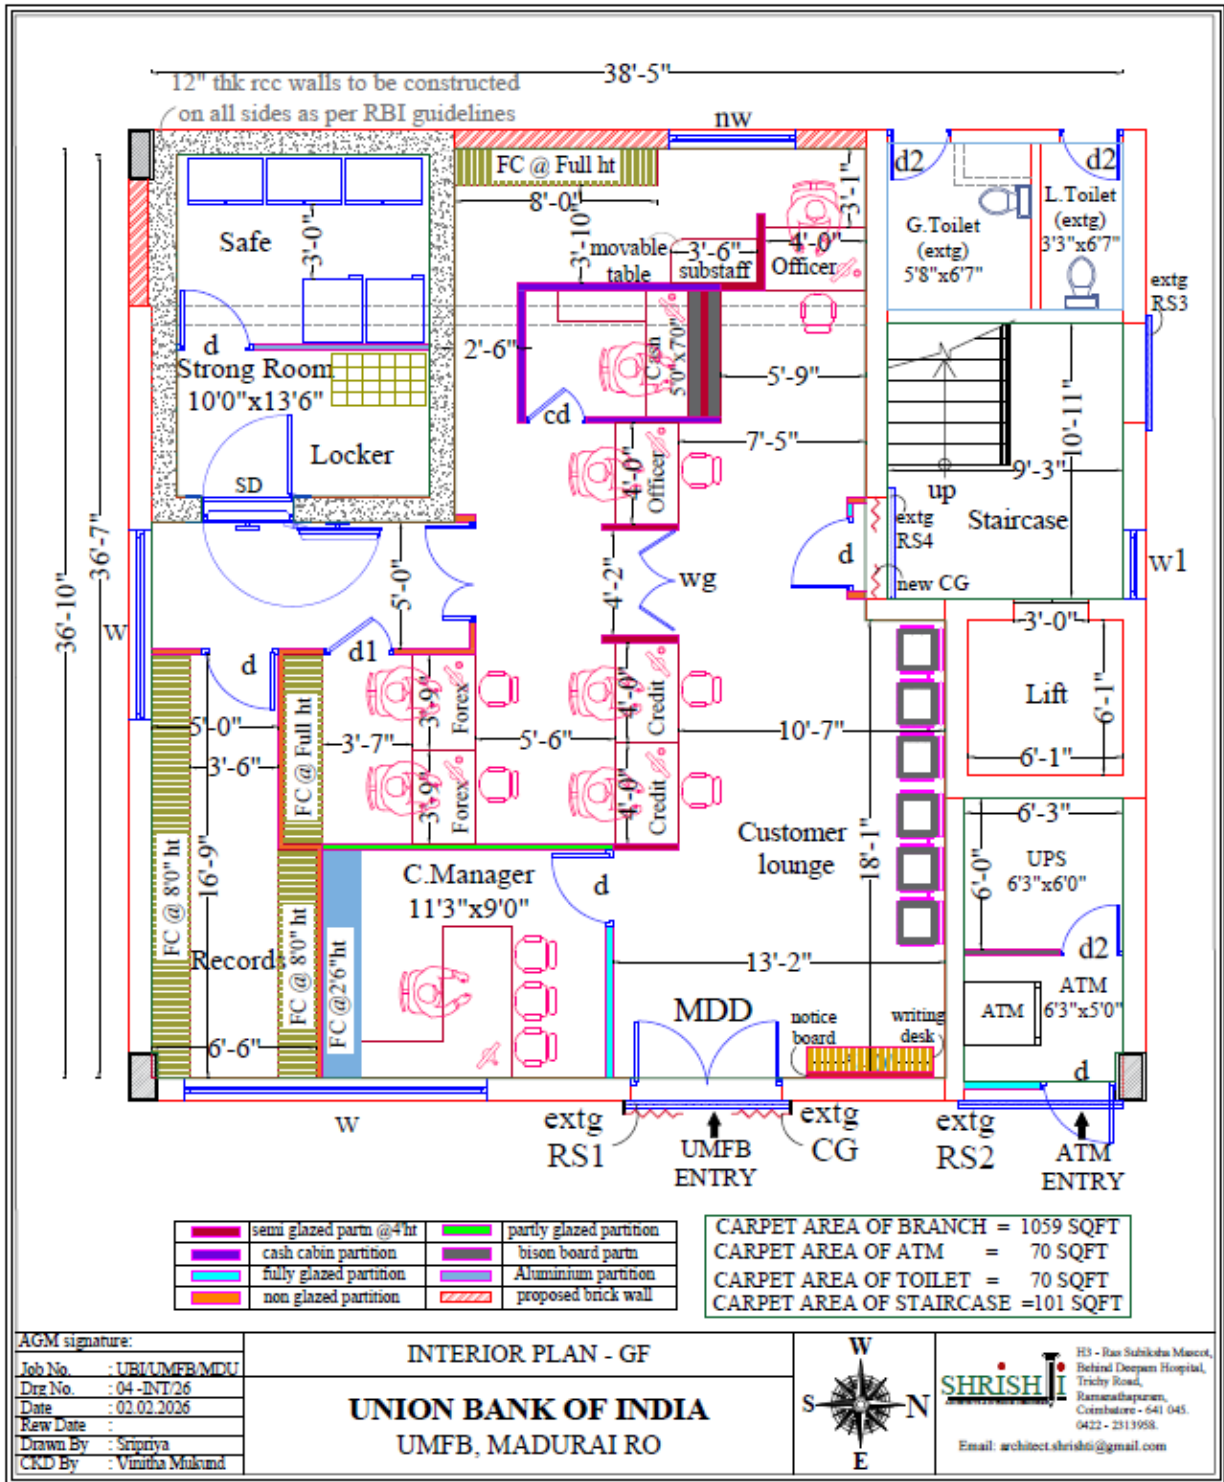 38'-5"
12" thk rcc walls to be constructed
on all sides as per RBI guidelines
nw
FC @ Full ht
8'-0"
3'-1"
d2
d2
L.Toilet
(extg)
3'3"x6'7"
G.Toilet
(extg)
5'8"x6'7"
Safe
3'-0"
3'-10"
movable
table
3'-6"
substaff
4'-0"
Officer
extg
RS3
d
2'-6"
Cash
5'0"x7'0"
5'-9"
Strong Room
10'0"x13'6"
cd
7'-5"
10'-11"
Locker
4'-0"
Officer
9'-3"
up
SD
extg
RS4
Staircase
36'-7"
36'-10"
5'-0"
4'-2"
wg
d
new CG
w1
w
d
d1
3'-0"
Lift
6'-1"
6'-1"
5'-0"
3'-6"
FC @ Full ht
3'-7"
3'-9"
Forex
3'-9"
Forex
5'-6"
4'-0"
Credit
4'-0"
Credit
10'-7"
Customer
lounge
18'-1"
6'-3"
6'-0"
UPS
6'3"x6'0"
FC @ 8'0" ht
16'-9"
C.Manager
11'3"x9'0"
d
Records
FC @ 8'0" ht
FC @2'6"ht
6'-6"
13'-2"
d2
MDD
notice
board
writing
desk
ATM
ATM
6'3"x5'0"
d
w
extg
RS1
UMFB
ENTRY
extg
CG
extg
RS2
ATM
ENTRY
semi glazed partn @4'ht
partly glazed partition
cash cabin partition
bison board partn
fully glazed partition
Aluminium partition
non glazed partition
proposed brick wall
CARPET AREA OF BRANCH = 1059 SQFT
CARPET AREA OF ATM = 70 SQFT
CARPET AREA OF TOILET = 70 SQFT
CARPET AREA OF STAIRCASE =101 SQFT
AGM signature:
Job No. : UBI/UMFB/MDU
Drg No. : 04 -INT/26
Date : 02.02.2026
Rew Date :
Drawn By : Sripriya
CKD By : Vinitha Mukund
INTERIOR PLAN - GF
UNION BANK OF INDIA
UMFB, MADURAI RO
W
S
N
E
SHRISHTI
H3 - Ras Subiksha Mascot,
Behind Deepam Hospital,
Trichy Road,
Ramanathapuram,
Coimbatore - 641 045.
0422 - 2313958.
Email: architect.shrishti@gmail.com